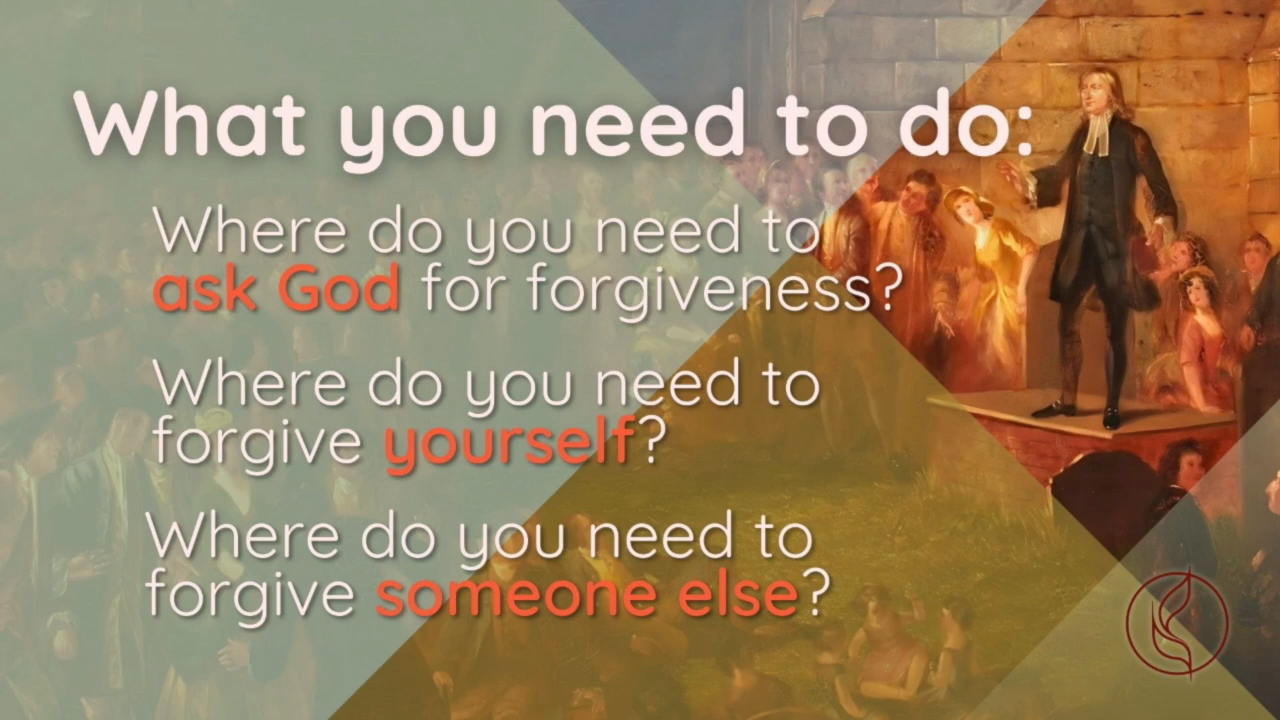 What you need to do:
Where do you need to
ask God for forgiveness?
Where do you need to
forgive yourself?
Where do you need to
forgive someone else?